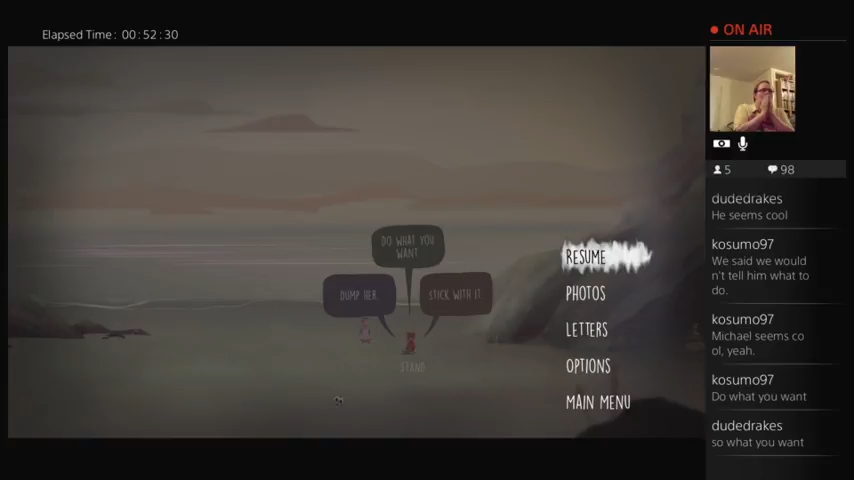 Elapsed Time: 00:52:30
ON AIR
5
98
DO WHAT YOU
WANT
DUMP HER
STICK WITH IT
STAND
RESUME
PHOTOS
LETTERS
OPTIONS
MAIN MENU
dudedrakes
He seems cool
kosumo97
We said we would
n't tell him what to
do.
kosumo97
Michael seems co
ol, yeah.
kosumo97
Do what you want
dudedrakes
so what you want